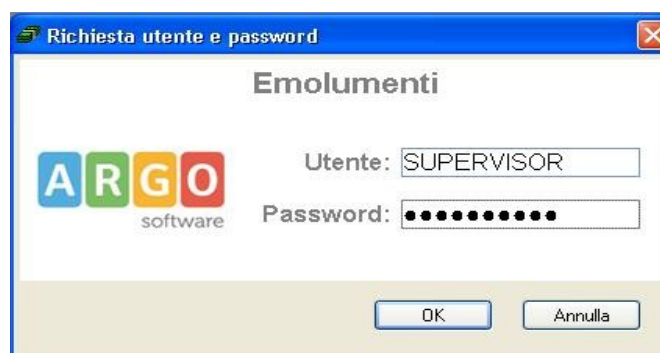 Richiesta utente e password
Emolumenti
ARGO
software
Utente: SUPERVISOR
Password: ●●●●●●●●●●
OK
Annulla